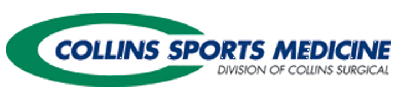 COLLINS SPORTS MEDICINE
DIVISION OF COLLINS SURGICAL